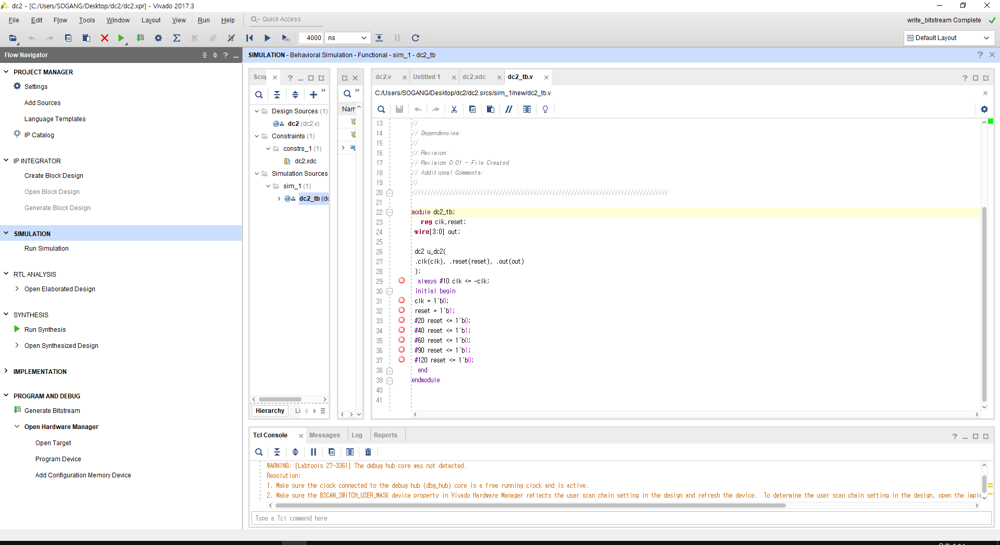 dc2 - [C:/Users/SOGANG/Desktop/dc2/dc2.xpr] - Vivado 2017.3
File Edit Flow Tools Window Layout View Run Help Quick Access
write_bitstream Complete
4000 ns
Default Layout
Flow Navigator
PROJECT MANAGER
Settings
Add Sources
Language Templates
IP Catalog
IP INTEGRATOR
Create Block Design
Open Block Design
Generate Block Design
SIMULATION
Run Simulation
RTL ANALYSIS
Open Elaborated Design
SYNTHESIS
Run Synthesis
Open Synthesized Design
IMPLEMENTATION
PROGRAM AND DEBUG
Generate Bitstream
Open Hardware Manager
Open Target
Program Device
Add Configuration Memory Device
SIMULATION - Behavioral Simulation - Functional - sim_1 - dc2_tb
Scop
Design Sources (1)
dc2 (dc2.v)
Constraints (1)
constrs_1 (1)
dc2.xdc
Simulation Sources
sim_1 (1)
dc2_tb (dc
Hierarchy Li
Nam
dc2.v Untitled 1 dc2.xdc dc2_tb.v
C:/Users/SOGANG/Desktop/dc2/dc2.srcs/sim_1/new/dc2_tb.v
13 //
14 // Dependencies:
15 //
16 // Revision:
17 // Revision 0.01 - File Created
18 // Additional Comments:
19 //
20 //////////////////////////////////////////////////////////////////////////////////
21
22 module dc2_tb;
23 reg clk,reset;
24 wire[3:0] out;
25
26 dc2 u_dc2(
27 .clk(clk), .reset(reset), .out(out)
28 );
29 always #10 clk <= ~clk;
30 initial begin
31 clk = 1'b0;
32 reset = 1'b1;
33 #20 reset <= 1'b0;
34 #40 reset <= 1'b1;
35 #60 reset <= 1'b0;
36 #90 reset <= 1'b1;
37 #120 reset <= 1'b0;
38 end
39 endmodule
40
41
Tcl Console Messages Log Reports
WARNING: [Labtools 27-3361] The debug hub core was not detected.
Resolution:
1. Make sure the clock connected to the debug hub (dbg_hub) core is a free running clock and is active.
2. Make sure the BSCAN_SWITCH_USER_MASK device property in Vivado Hardware Manager reflects the user scan chain setting in the design and refresh the device. To determine the user scan chain setting in the design, open the imple
Type a Tcl command here